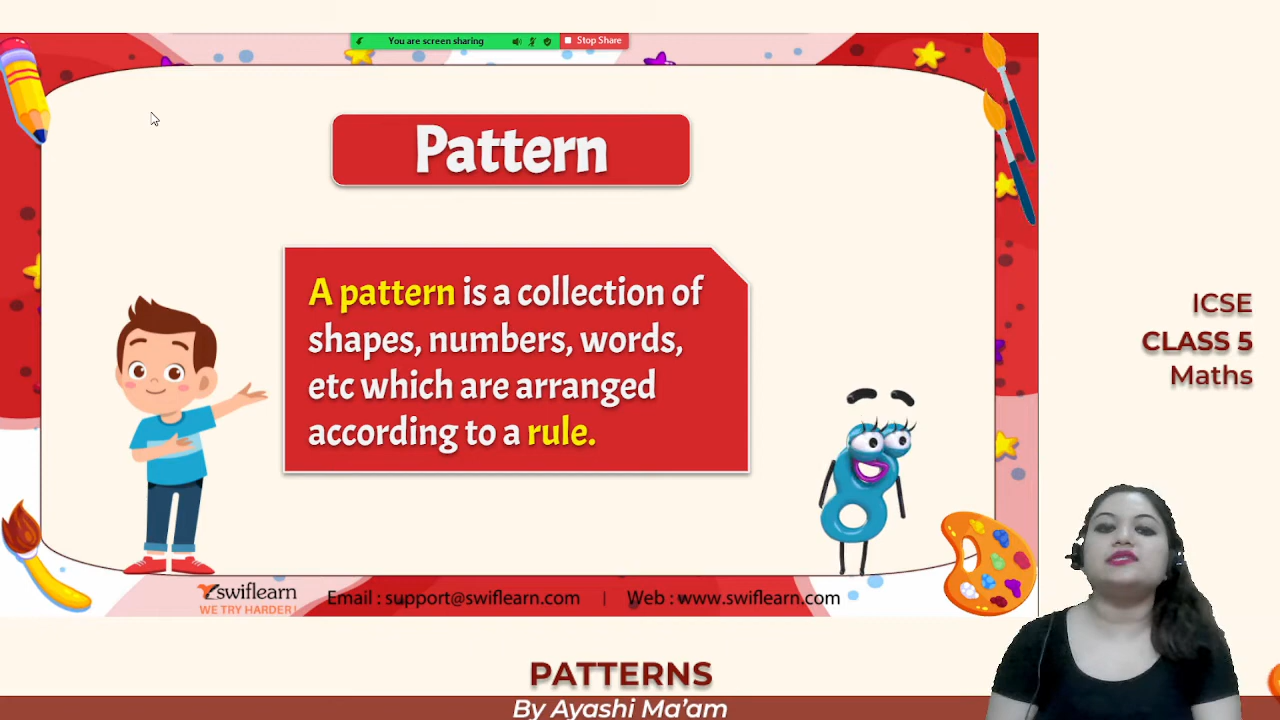 You are screen sharing
Stop Share
Pattern
A pattern is a collection of
shapes, numbers, words,
etc which are arranged
according to a rule.
ICSE
CLASS 5
Maths
swiflearn
WE TRY HARDER!
Email : support@swiflearn.com | Web : www.swiflearn.com
PATTERNS
By Ayashi Ma'am